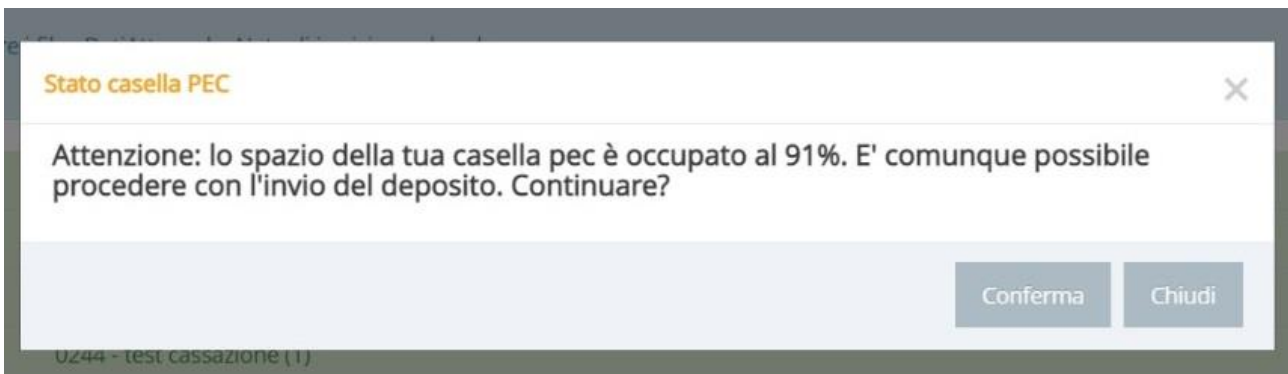 Stato casella PEC
Attenzione: lo spazio della tua casella pec è occupato al 91%. E' comunque possibile
procedere con l'invio del deposito. Continuare?
Conferma Chiudi
0244 - test cassazione (1)